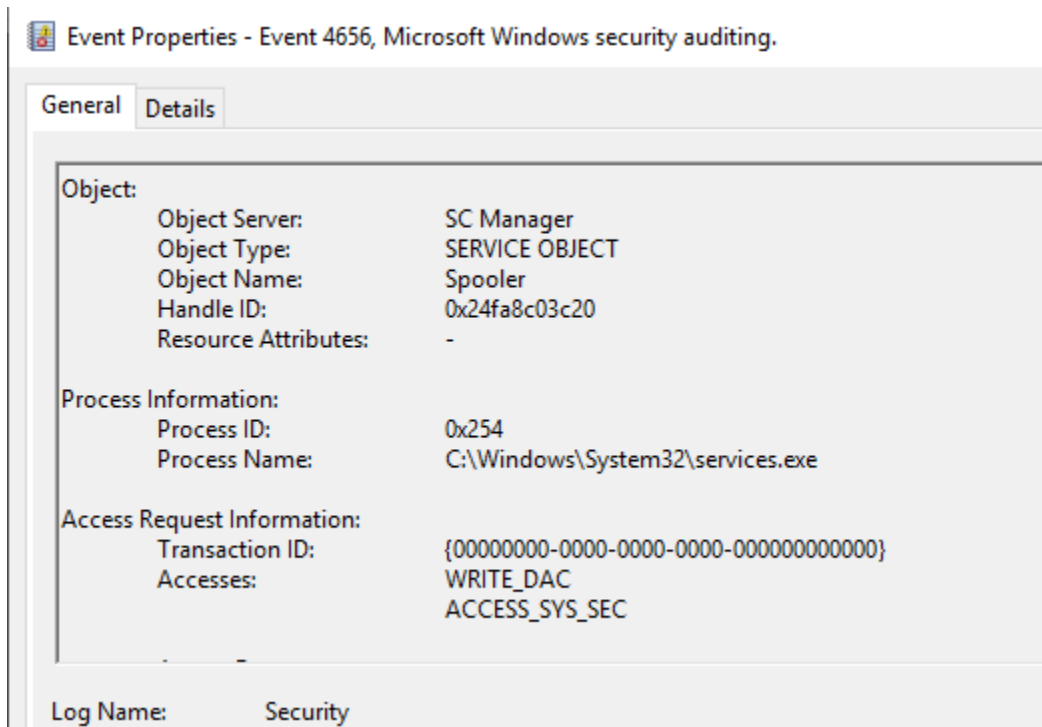 Event Properties - Event 4656, Microsoft Windows security auditing.
General Details
Object:
Object Server: SC Manager
Object Type: SERVICE OBJECT
Object Name: Spooler
Handle ID: 0x24fa8c03c20
Resource Attributes: -
Process Information:
Process ID: 0x254
Process Name: C:\Windows\System32\services.exe
Access Request Information:
Transaction ID: {00000000-0000-0000-0000-000000000000}
Accesses: WRITE_DAC
ACCESS_SYS_SEC
Log Name: Security